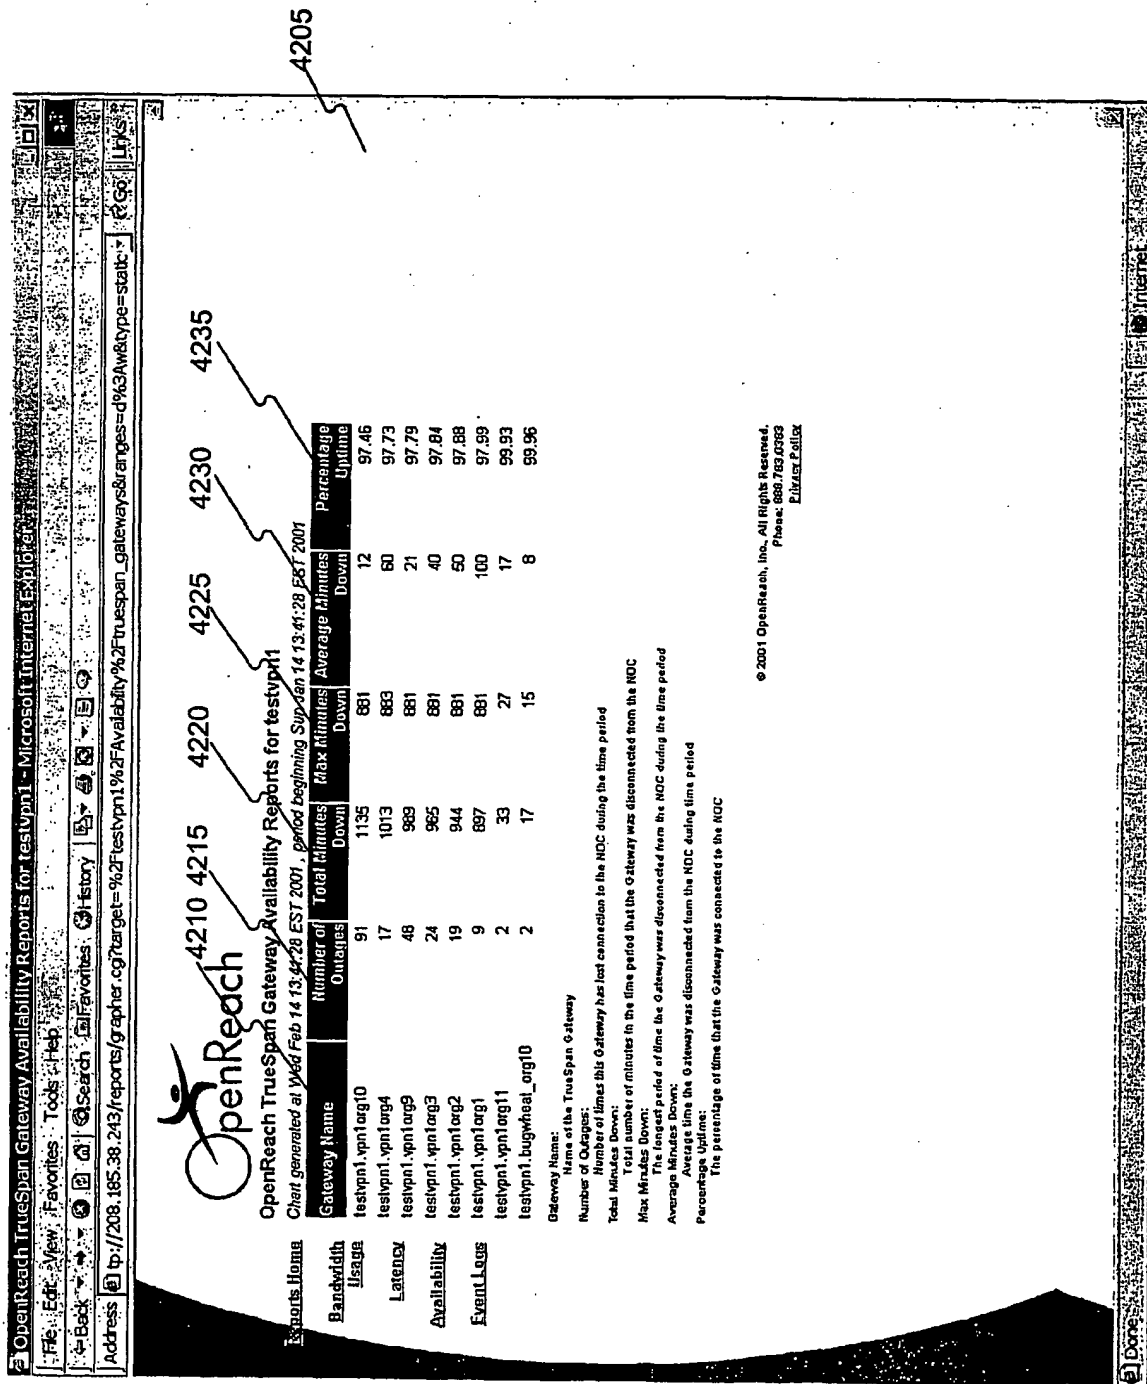 OpenReach TrueSpan Gateway Availability Reports for testvpn1 - Microsoft Internet Explorer
File Edit View Favorites Tools Help
Back Search Favorites History
Address tp://208.185.38.243/reports/grapher.cgi?target=%2Ftestvpn1%2FAvailability%2Ftruespan_gateways&ranges=d%3Aw&type=static Go Links
4205
OpenReach
4210 4215 4220 4225 4230 4235
OpenReach TrueSpan Gateway Availability Reports for testvpn1
Chart generated at Wed Feb 14 13:41:28 EST 2001 , period beginning Sun Jan 14 13:41:28 EST 2001
Reports Home
Bandwidth Usage
Latency
Availability
Event Logs
Gateway Name Number of Outages Total Minutes Down Max Minutes Down Average Minutes Down Percentage Uptime
testvpn1.vpn1org10 91 1135 881 12 97.46
testvpn1.vpn1org4 17 1013 883 60 97.73
testvpn1.vpn1org9 48 989 881 21 97.79
testvpn1.vpn1org3 24 965 881 40 97.84
testvpn1.vpn1org2 19 944 881 50 97.88
testvpn1.vpn1org1 9 897 881 100 97.99
testvpn1.vpn1org11 2 33 27 17 99.93
testvpn1.bugwheat_org10 2 17 15 8 99.96
Gateway Name:
Name of the TrueSpan Gateway
Number of Outages:
Number of times this Gateway has lost connection to the NOC during the time period
Total Minutes Down:
Total number of minutes in the time period that the Gateway was disconnected from the NOC
Max Minutes Down:
The longest period of time the Gateway was disconnected from the NOC during the time period
Average Minutes Down:
Average time the Gateway was disconnected from the NOC during time period
Percentage Uptime:
The percentage of time that the Gateway was connected to the NOC
© 2001 OpenReach, Inc., All Rights Reserved.
Phone: 888.783.0383
Privacy Policy
Done Internet